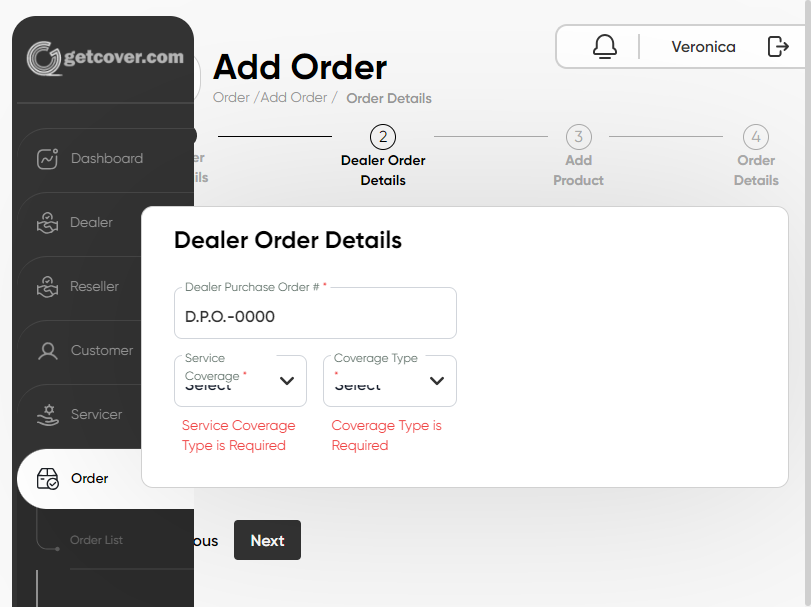 getcover.com
Add Order
Order /Add Order / Order Details
Veronica
2
Dealer Order
Details
3
Add
Product
4
Order
Details
er
ils
Dashboard
Dealer
Reseller
Customer
Servicer
Order
Order List
Dealer Order Details
Dealer Purchase Order # *
D.P.O.-0000
Service
Coverage *
Select
Service Coverage
Type is Required
Coverage Type
*
Select
Coverage Type is
Required
ous
Next